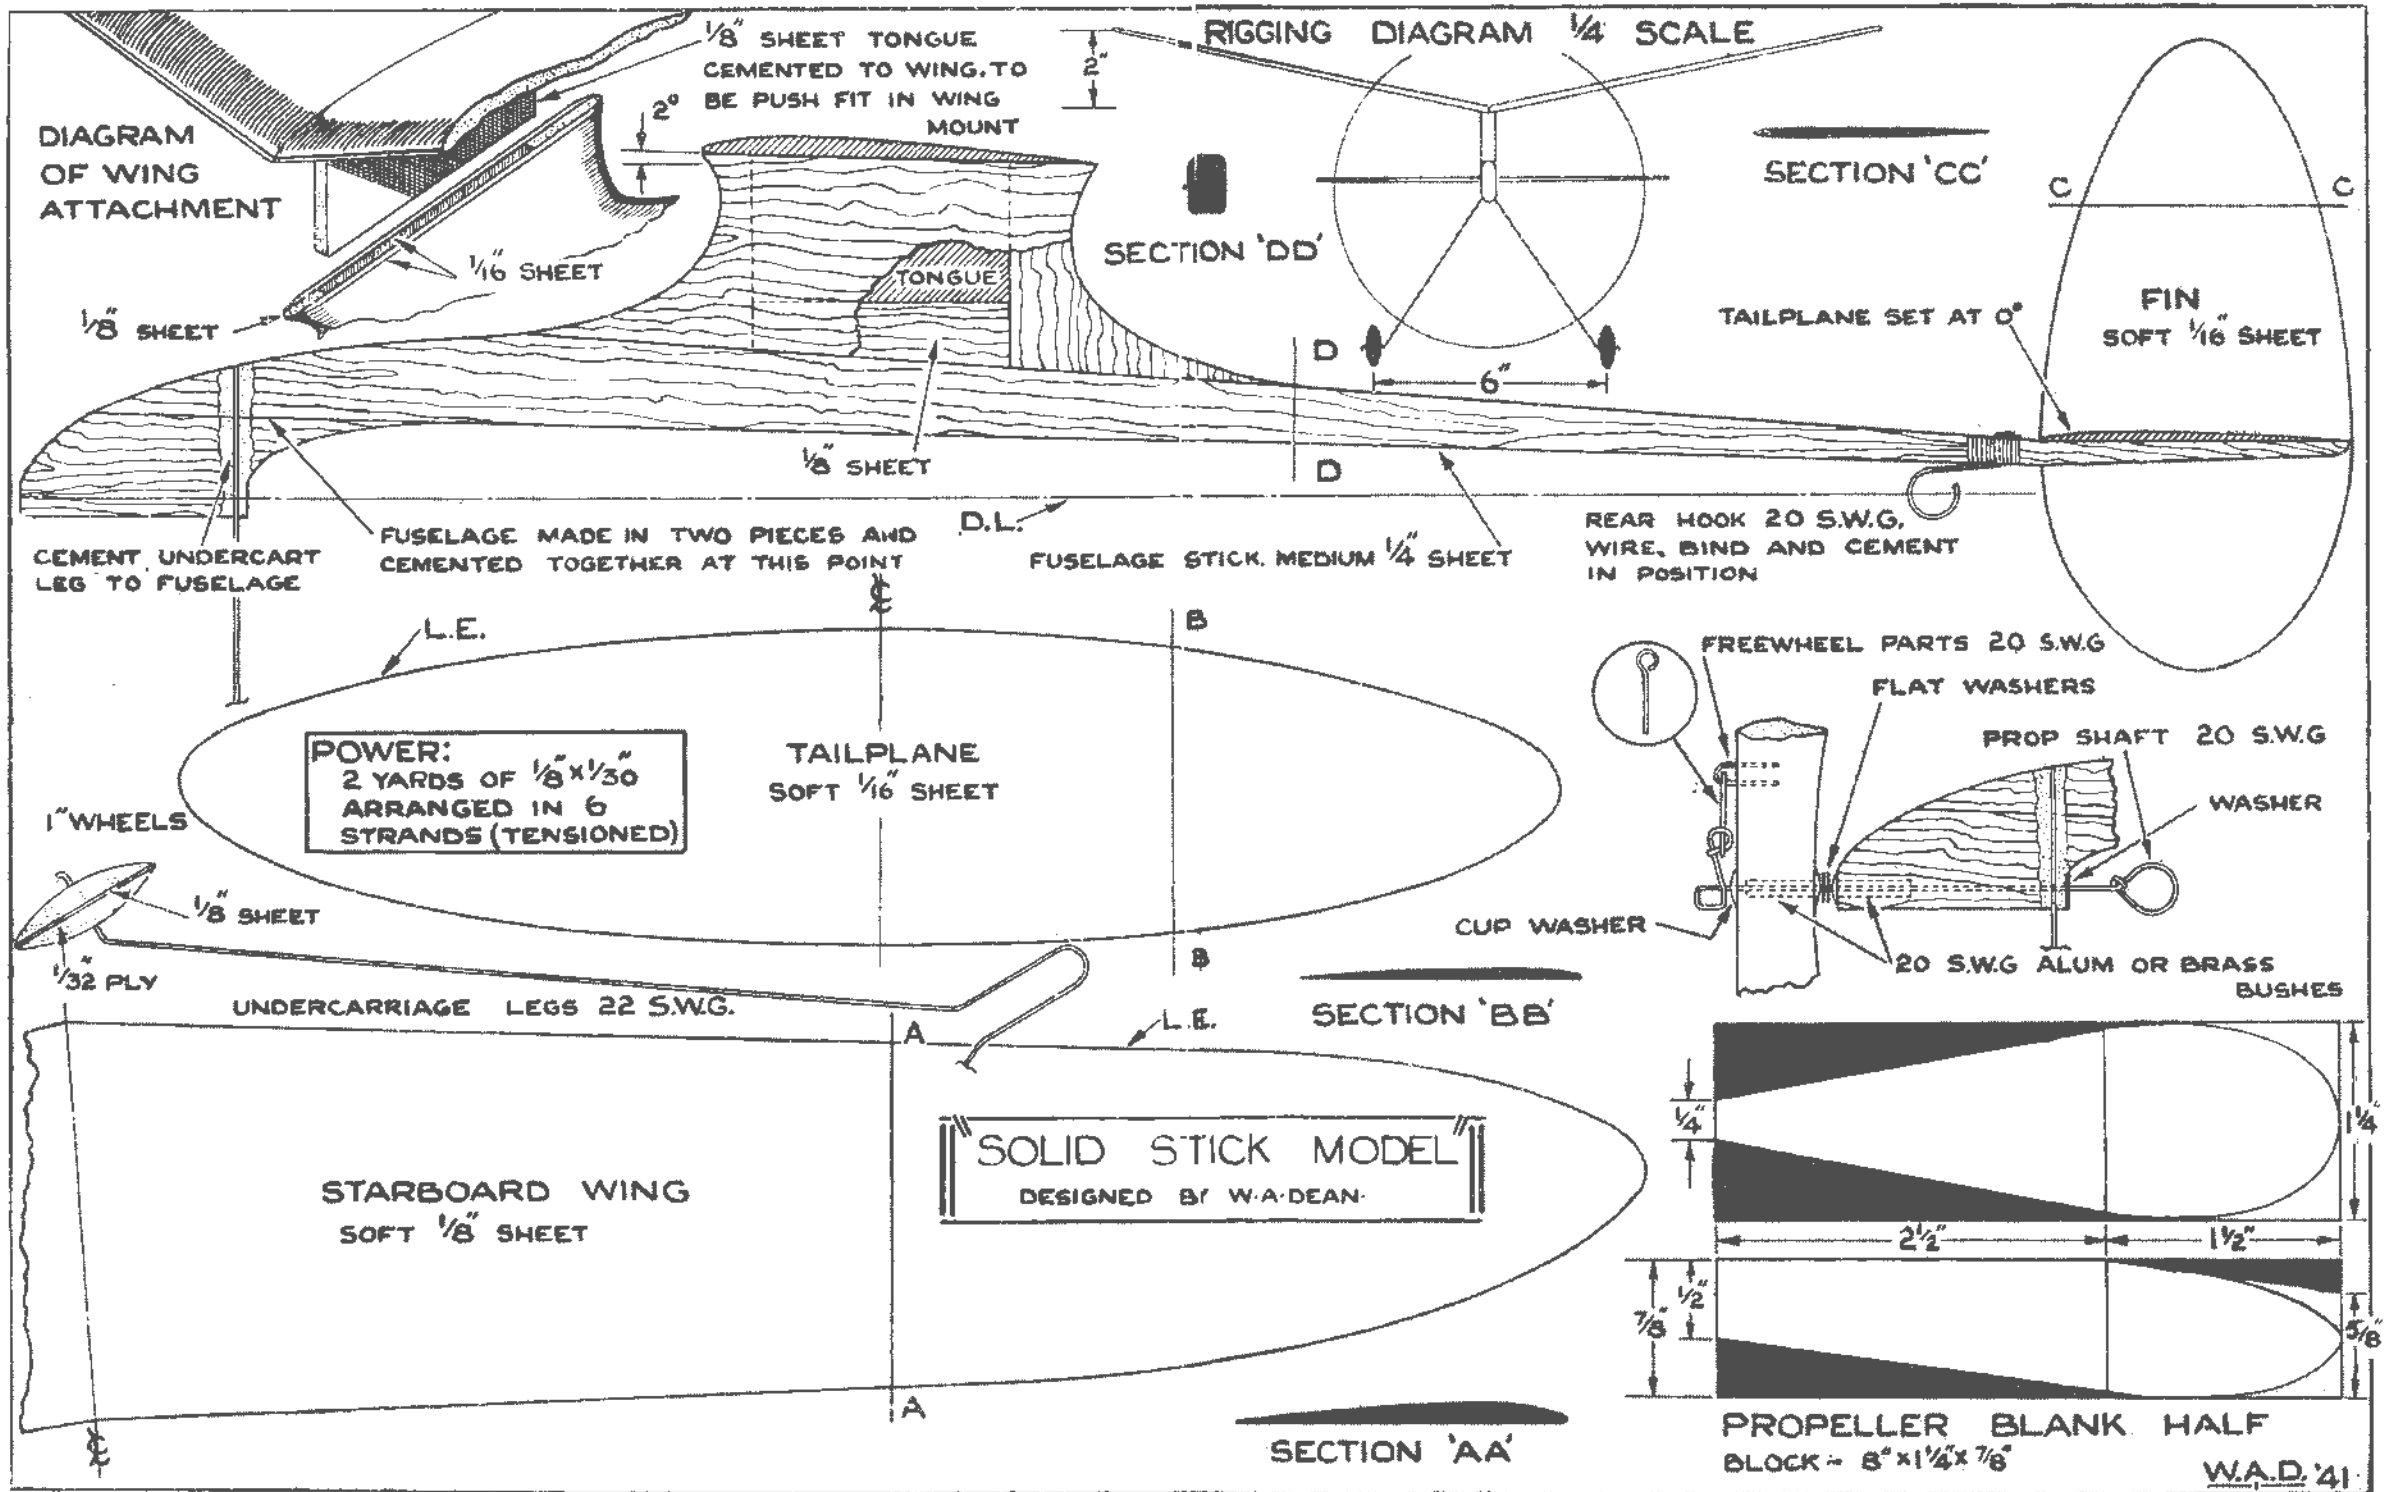 1/8" SHEET TONGUE
CEMENTED TO WING. TO
BE PUSH FIT IN WING
MOUNT
2"
RIGGING DIAGRAM 1/4 SCALE
DIAGRAM
OF WING
ATTACHMENT
2°
SECTION 'CC'
C C
SECTION 'DD'
1/16" SHEET
TONGUE
1/8" SHEET
TAILPLANE SET AT 0°
FIN
SOFT 1/16" SHEET
D
6"
1/8" SHEET
D
D.L.
FUSELAGE MADE IN TWO PIECES AND
CEMENTED TOGETHER AT THIS POINT
CEMENT UNDERCART
LEG TO FUSELAGE
FUSELAGE STICK. MEDIUM 1/4" SHEET
REAR HOOK 20 S.W.G.
WIRE, BIND AND CEMENT
IN POSITION
℄
L.E.
B
FREEWHEEL PARTS 20 S.W.G
FLAT WASHERS
PROP SHAFT 20 S.W.G
WASHER
POWER:
2 YARDS OF 1/8" x 1/30"
ARRANGED IN 6
STRANDS (TENSIONED)
TAILPLANE
SOFT 1/16" SHEET
1" WHEELS
1/8" SHEET
1/32" PLY
CUP WASHER
20 S.W.G ALUM OR BRASS
BUSHES
B
UNDERCARRIAGE LEGS 22 S.W.G.
SECTION 'BB'
A
L.E.
"SOLID STICK MODEL"
DESIGNED BY W.A.DEAN.
STARBOARD WING
SOFT 1/8" SHEET
1/4"
1 1/4"
2 1/2"
1 1/2"
7/8"
1/2"
5/8"
A
℄
SECTION 'AA'
PROPELLER BLANK HALF
BLOCK - 8" x 1 1/4" x 7/8"
W.A.D. '41